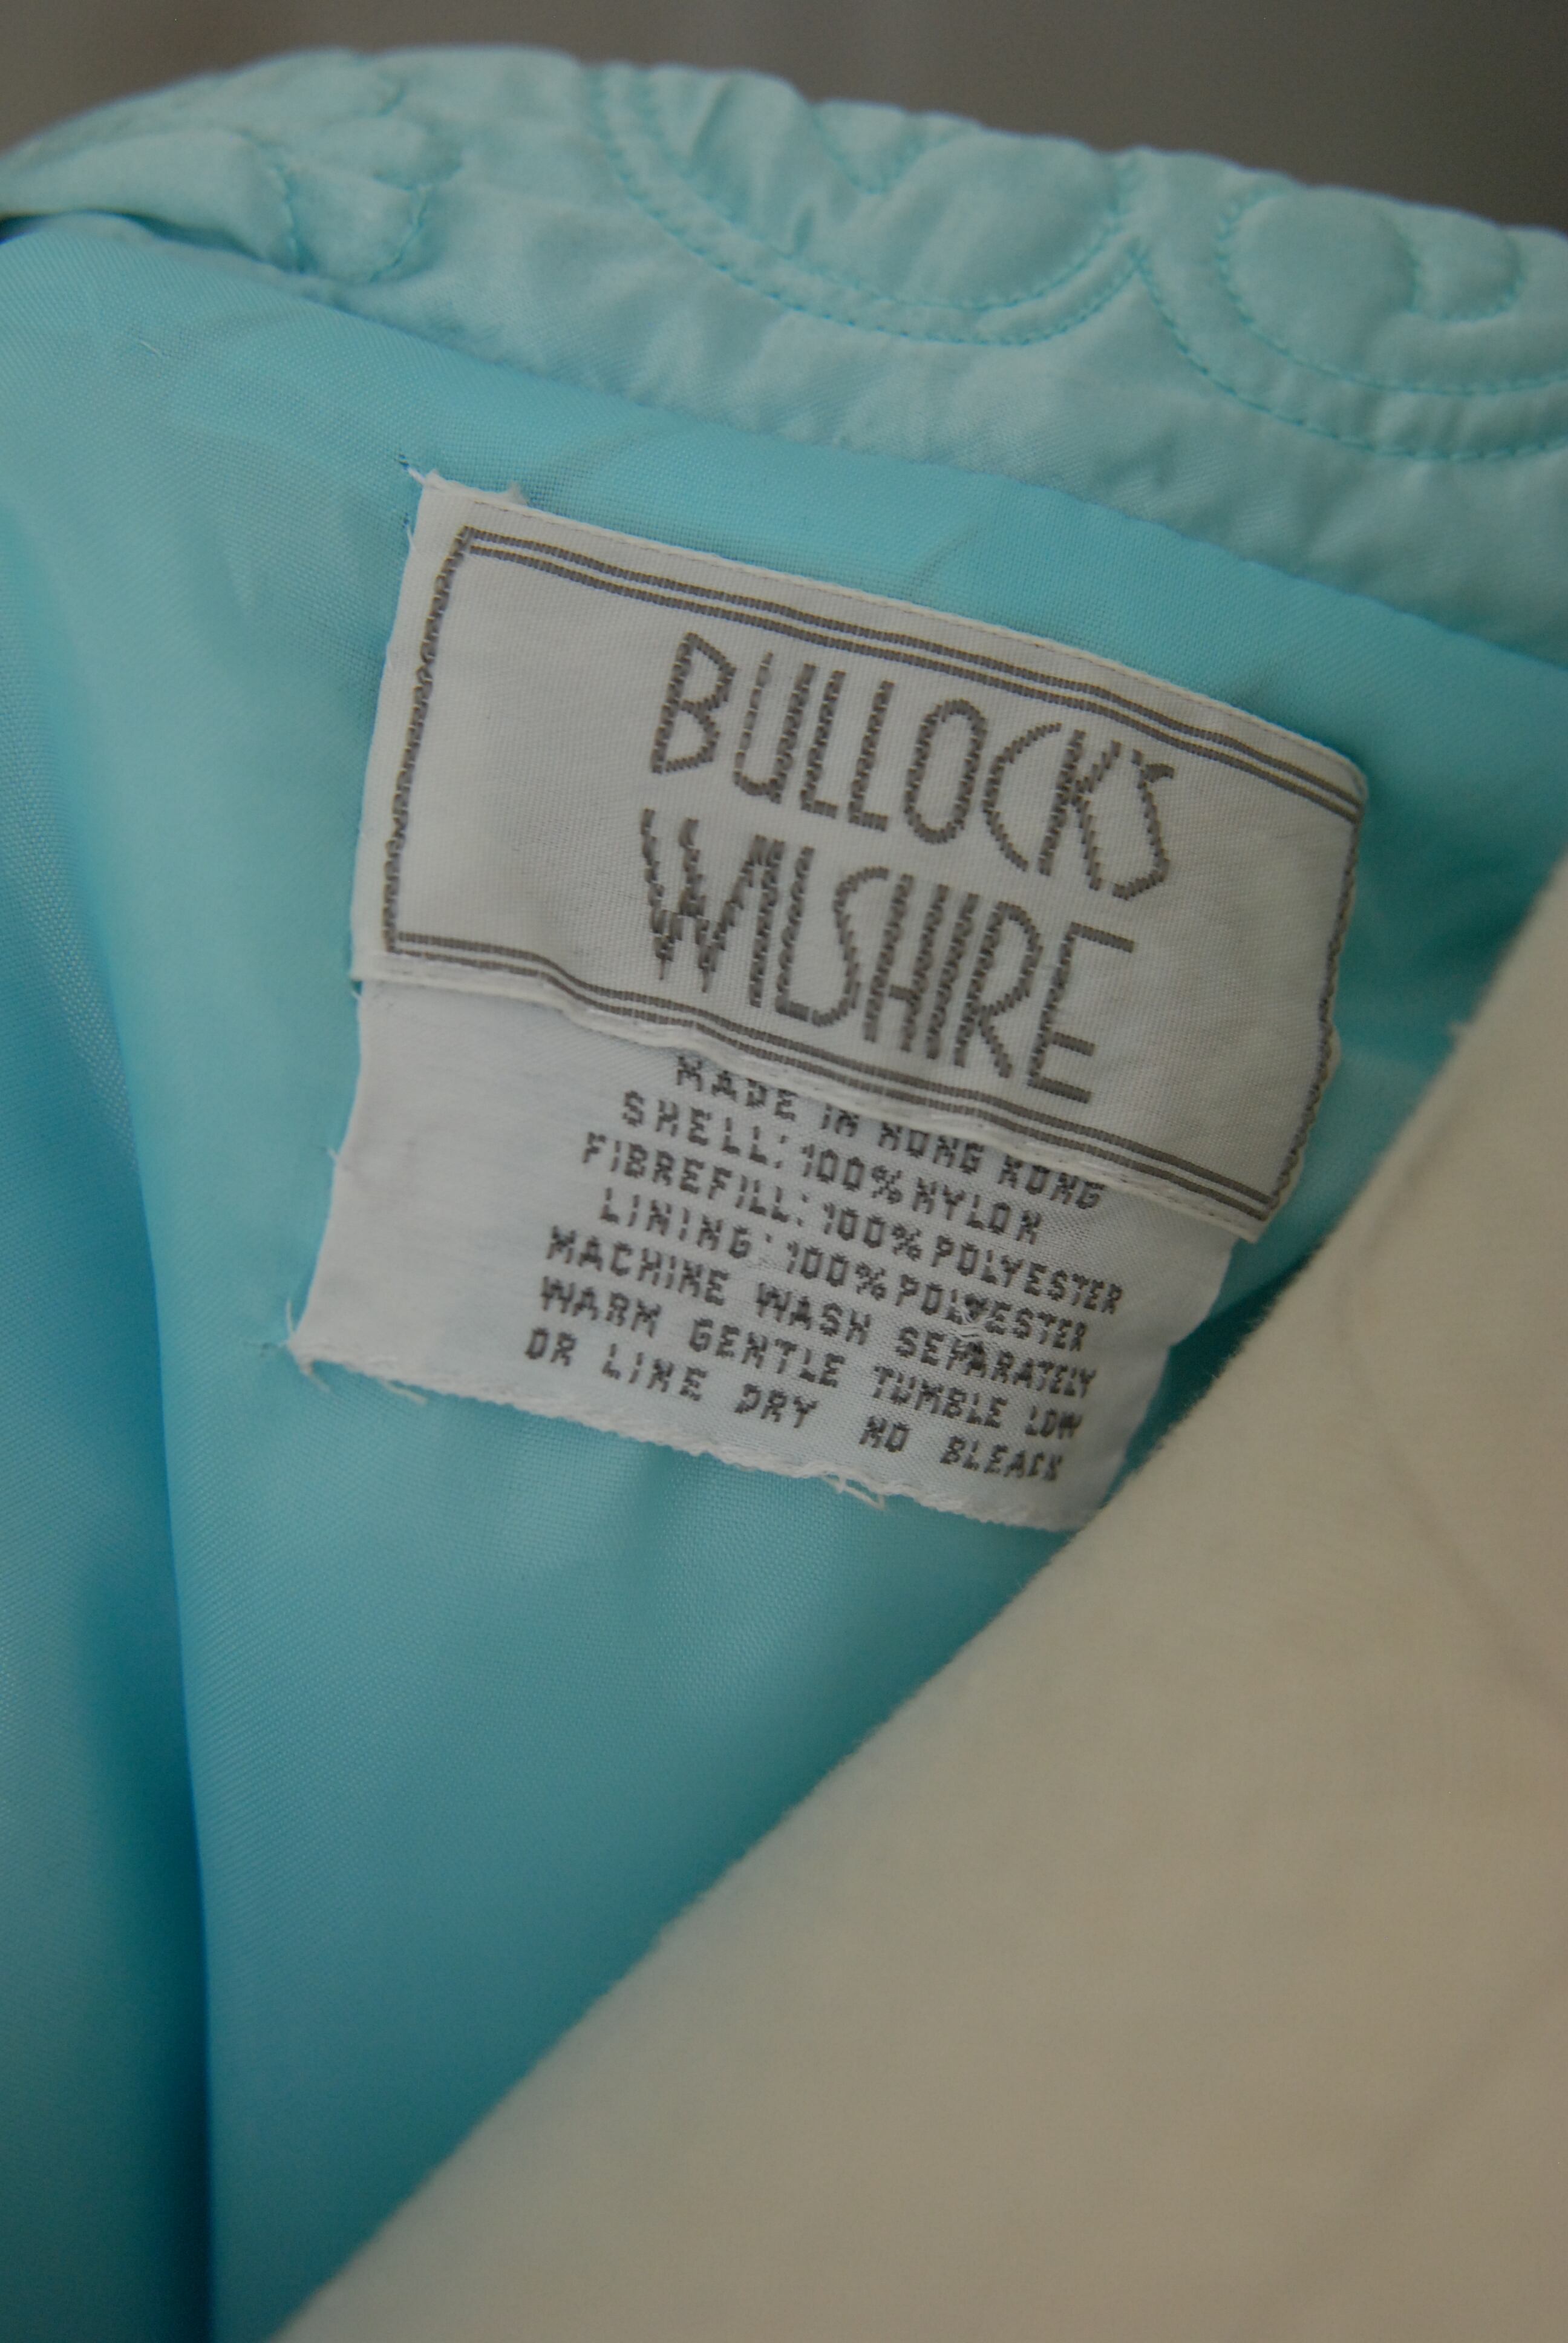 BULLOCK'S
WILSHIRE
MADE IN HONG KONG
SHELL: 100% NYLON
FIBREFILL: 100% POLYESTER
LINING: 100% POLYESTER
MACHINE WASH SEPARATELY
WARM GENTLE TUMBLE LOW
OR LINE DRY NO BLEACH